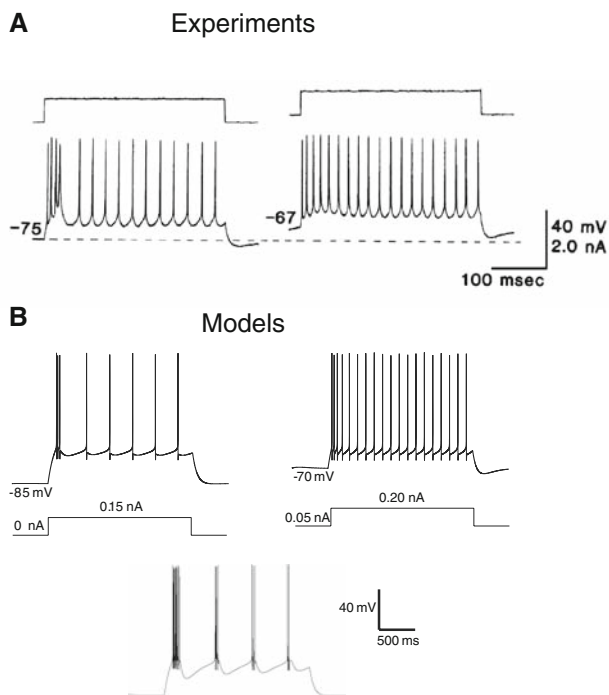 A Experiments
-75
-67
40 mV
2.0 nA
100 msec
B Models
-85 mV
-70 mV
0.15 nA
0.20 nA
0 nA
0.05 nA
40 mV
500 ms